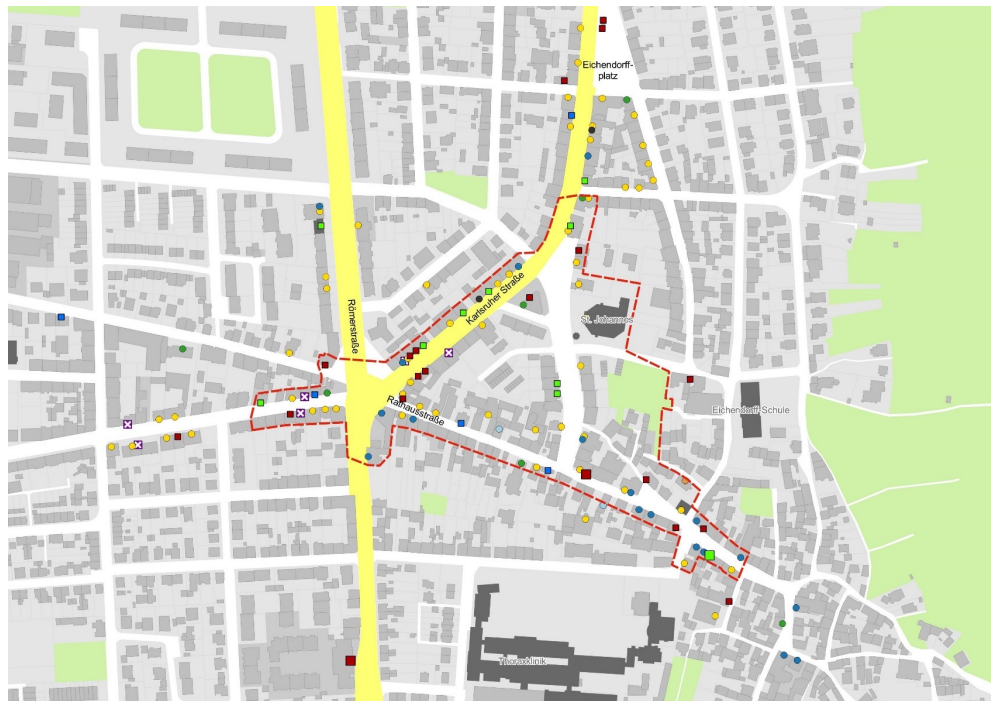 Eichendorff-
platz
Römerstraße
Karlsruher Straße
St. Johannes
Rathausstraße
Eichendorff-Schule
Thoraxklinik